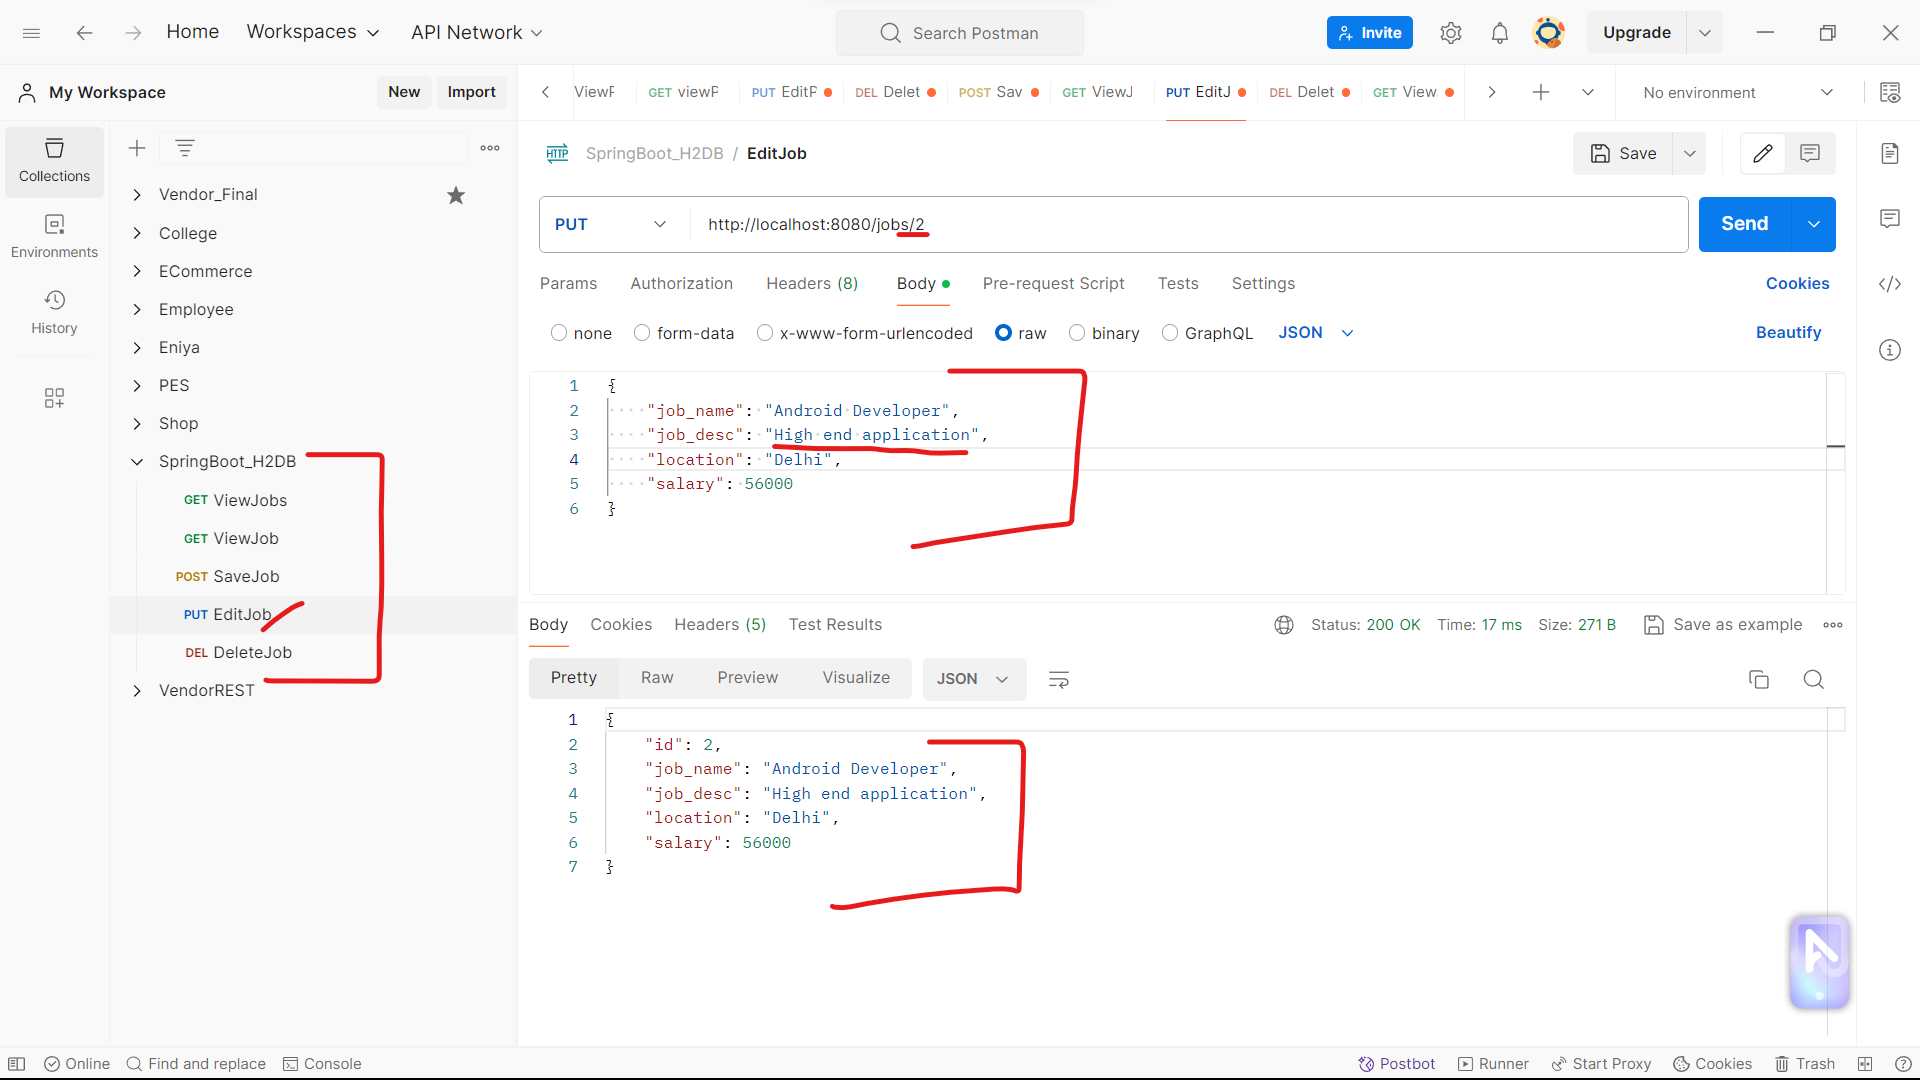 Home Workspaces API Network Search Postman Invite Upgrade
My Workspace New Import ViewF GET viewP PUT EditP DEL Delet POST Sav GET ViewJ PUT EditJ DEL Delet GET View No environment
Collections
Environments
History
Vendor_Final
College
ECommerce
Employee
Eniya
PES
Shop
SpringBoot_H2DB
GET ViewJobs
GET ViewJob
POST SaveJob
PUT EditJob
DEL DeleteJob
VendorREST
HTTP SpringBoot_H2DB / EditJob Save
PUT http://localhost:8080/jobs/2 Send
Params Authorization Headers (8) Body Pre-request Script Tests Settings Cookies
none form-data x-www-form-urlencoded raw binary GraphQL JSON Beautify
1 {
2 ····"job_name":·"Android·Developer",
3 ····"job_desc":·"High·end·application",
4 ····"location":·"Delhi",
5 ····"salary":·56000
6 }
Body Cookies Headers (5) Test Results Status: 200 OK Time: 17 ms Size: 271 B Save as example
Pretty Raw Preview Visualize JSON
1 {
2 "id": 2,
3 "job_name": "Android Developer",
4 "job_desc": "High end application",
5 "location": "Delhi",
6 "salary": 56000
7 }
Online Find and replace Console Postbot Runner Start Proxy Cookies Trash